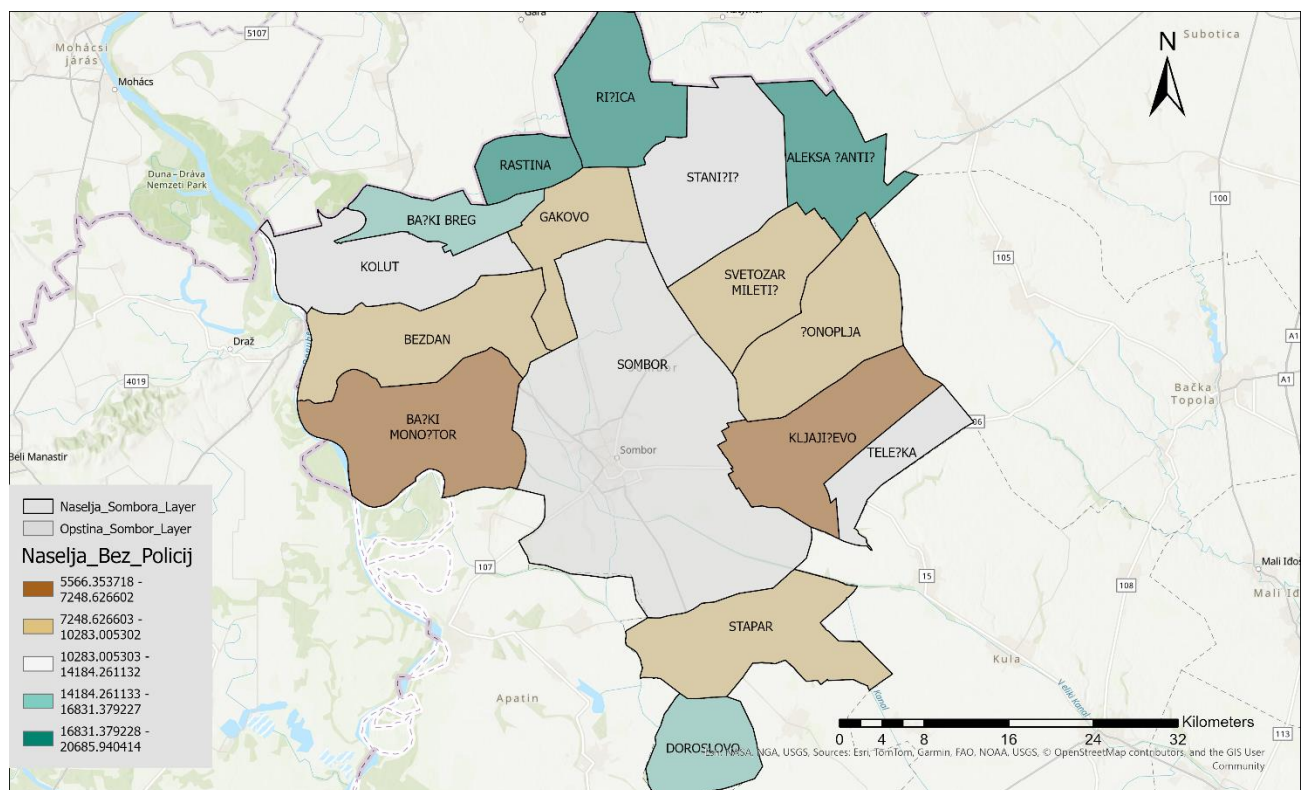 Gara
5107
Mohácsi
járás
Mohács
Subotica
N
RI?ICA
RASTINA
ALEKSA ?ANTI?
STANI?I?
Duna-Dráva
Nemzeti Park
100
BA?KI BREG
GAKOVO
105
KOLUT
SVETOZAR
MILETI?
?ONOPLJA
A1
BEZDAN
Draž
SOMBOR
4019
A1
Bačka
Topola
BA?KI
MONO?TOR
KLJAJI?EVO
TELE?KA
Sombor
Beli Manastir
Naselja_Sombora_Layer
Opstina_Sombor_Layer
Naselja_Bez_Policij
5566.353718 -
7248.626602
7248.626603 -
10283.005302
10283.005303 -
14184.261132
14184.261133 -
16831.379227
16831.379228 -
20685.940414
107
15
108
Mali Iđoš
STAPAR
Kula
Apatin
Kanal
Veliki Kanal
Kilometers
0 4 8 16 24 32
113
DOROSLOVO
NASA, NGA, USGS, Sources: Esri, TomTom, Garmin, FAO, NOAA, USGS, © OpenStreetMap contributors, and the GIS User
Community